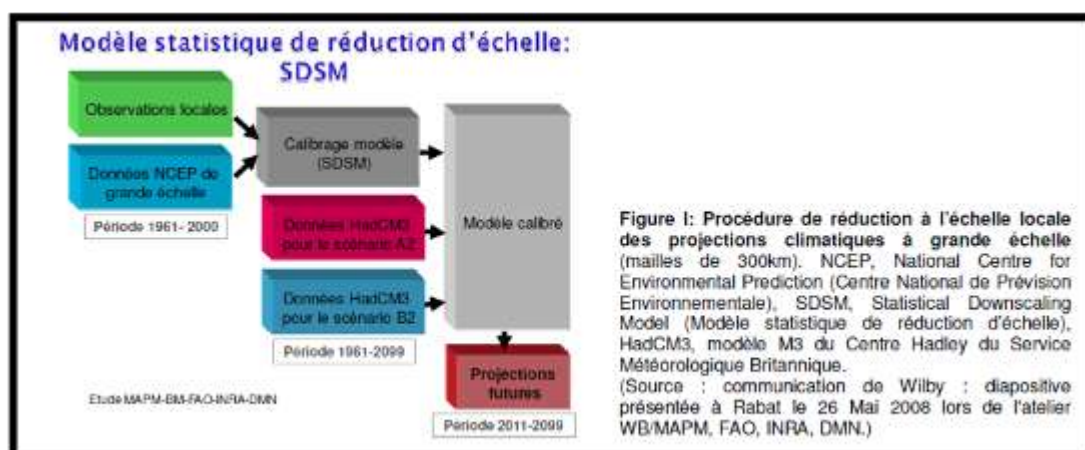 Modèle statistique de réduction d'échelle:
SDSM
Observations locales
Données NCEP de
grande échelle
Période 1961- 2000
Calibrage modèle
(SDSM)
Données HadCM3
pour le scénario A2
Données HadCM3
pour le scénario B2
Période 1961-2099
Modèle calibré
Projections
futures
Période 2011-2099
Etude MAPM-BM-FAO-INRA-DMN
Figure I: Procédure de réduction à l'échelle locale
des projections climatiques à grande échelle
(mailles de 300km). NCEP, National Centre for
Environmental Prediction (Centre National de Prévision
Environnementale), SDSM, Statistical Downscaling
Model (Modèle statistique de réduction d'échelle),
HadCM3, modèle M3 du Centre Hadley du Service
Météorologique Britannique.
(Source : communication de Wilby : diapositive
présentée à Rabat le 26 Mai 2008 lors de l'atelier
WB/MAPM, FAO, INRA, DMN.)